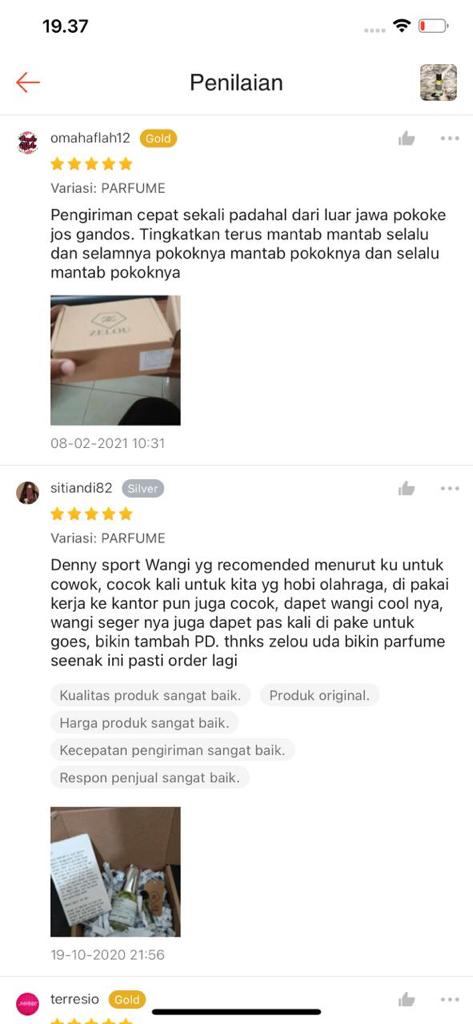 19.37
Penilaian
omahaflah12 Gold
Variasi: PARFUME
Pengiriman cepat sekali padahal dari luar jawa pokoke
jos gandos. Tingkatkan terus mantab mantab selalu
dan selamnya pokoknya mantab pokoknya dan selalu
mantab pokoknya
ZELOU
08-02-2021 10:31
sitiandi82 Silver
Variasi: PARFUME
Denny sport Wangi yg recomended menurut ku untuk
cowok, cocok kali untuk kita yg hobi olahraga, di pakai
kerja ke kantor pun juga cocok, dapet wangi cool nya,
wangi seger nya juga dapet pas kali di pake untuk
goes, bikin tambah PD. thnks zelou uda bikin parfume
seenak ini pasti order lagi
Kualitas produk sangat baik. Produk original.
Harga produk sangat baik.
Kecepatan pengiriman sangat baik.
Respon penjual sangat baik.
19-10-2020 21:56
terresio Gold